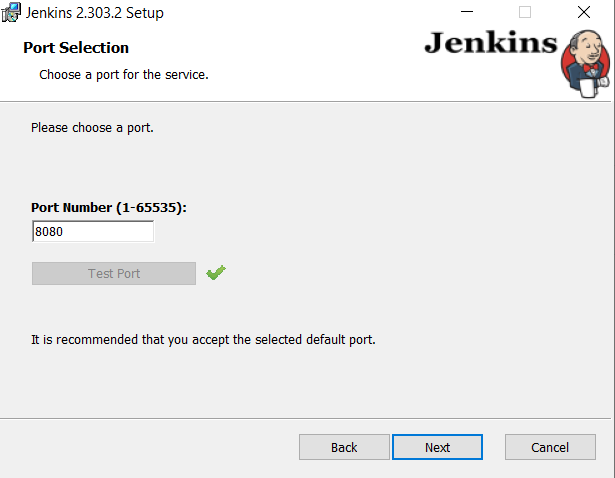 Jenkins 2.303.2 Setup
Port Selection
Choose a port for the service.
Jenkins
Please choose a port.
Port Number (1-65535):
8080
Test Port
It is recommended that you accept the selected default port.
Back
Next
Cancel